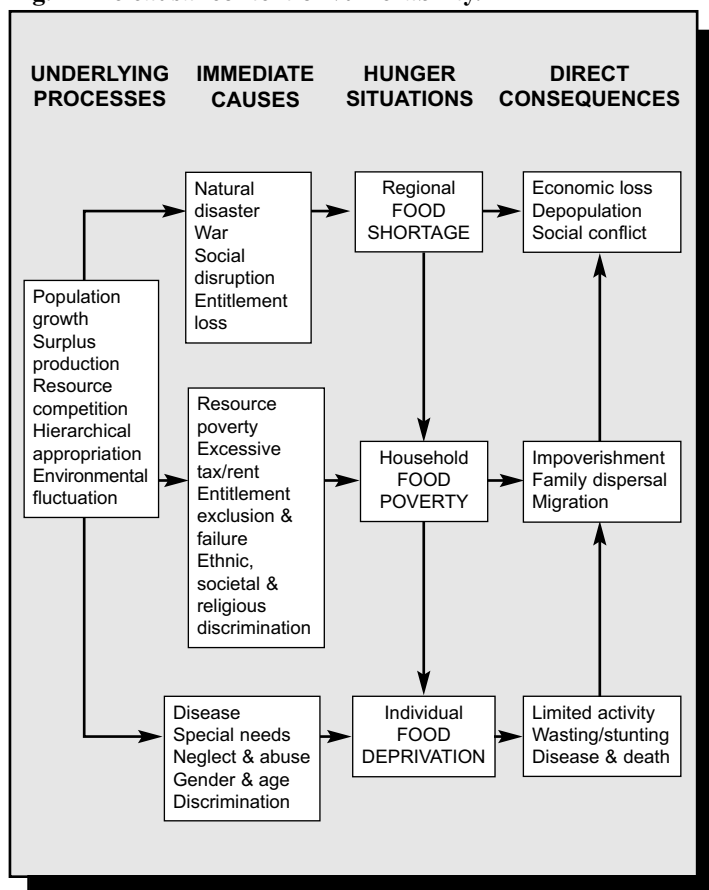 UNDERLYING PROCESSES
IMMEDIATE CAUSES
HUNGER SITUATIONS
DIRECT CONSEQUENCES
Population
growth
Surplus
production
Resource
competition
Hierarchical
appropriation
Environmental
fluctuation
Natural
disaster
War
Social
disruption
Entitlement
loss
Regional
FOOD
SHORTAGE
Economic loss
Depopulation
Social conflict
Resource
poverty
Excessive
tax/rent
Entitlement
exclusion &
failure
Ethnic,
societal &
religious
discrimination
Household
FOOD
POVERTY
Impoverishment
Family dispersal
Migration
Disease
Special needs
Neglect & abuse
Gender & age
Discrimination
Individual
FOOD
DEPRIVATION
Limited activity
Wasting/stunting
Disease & death